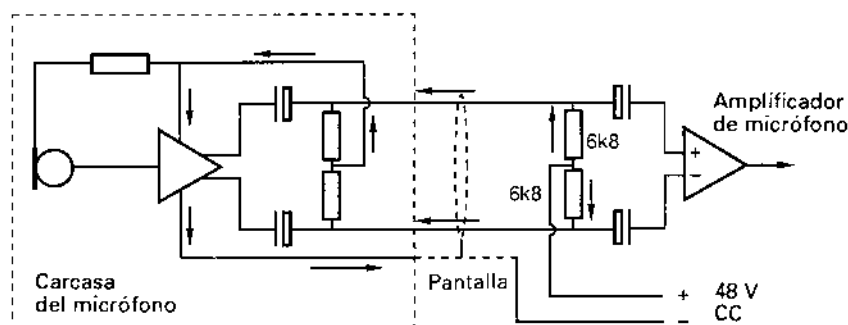 Amplificador
de micrófono
+
−
6k8
6k8
Carcasa
del micrófono
Pantalla
+ 48 V
− CC